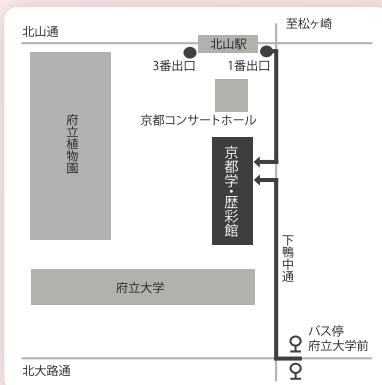 北山通
至松ヶ崎
北山駅
3番出口
1番出口
府立植物園
京都コンサートホール
京都学・歴彩館
下鴨中通
府立大学
バス停
府立大学前
北大路通